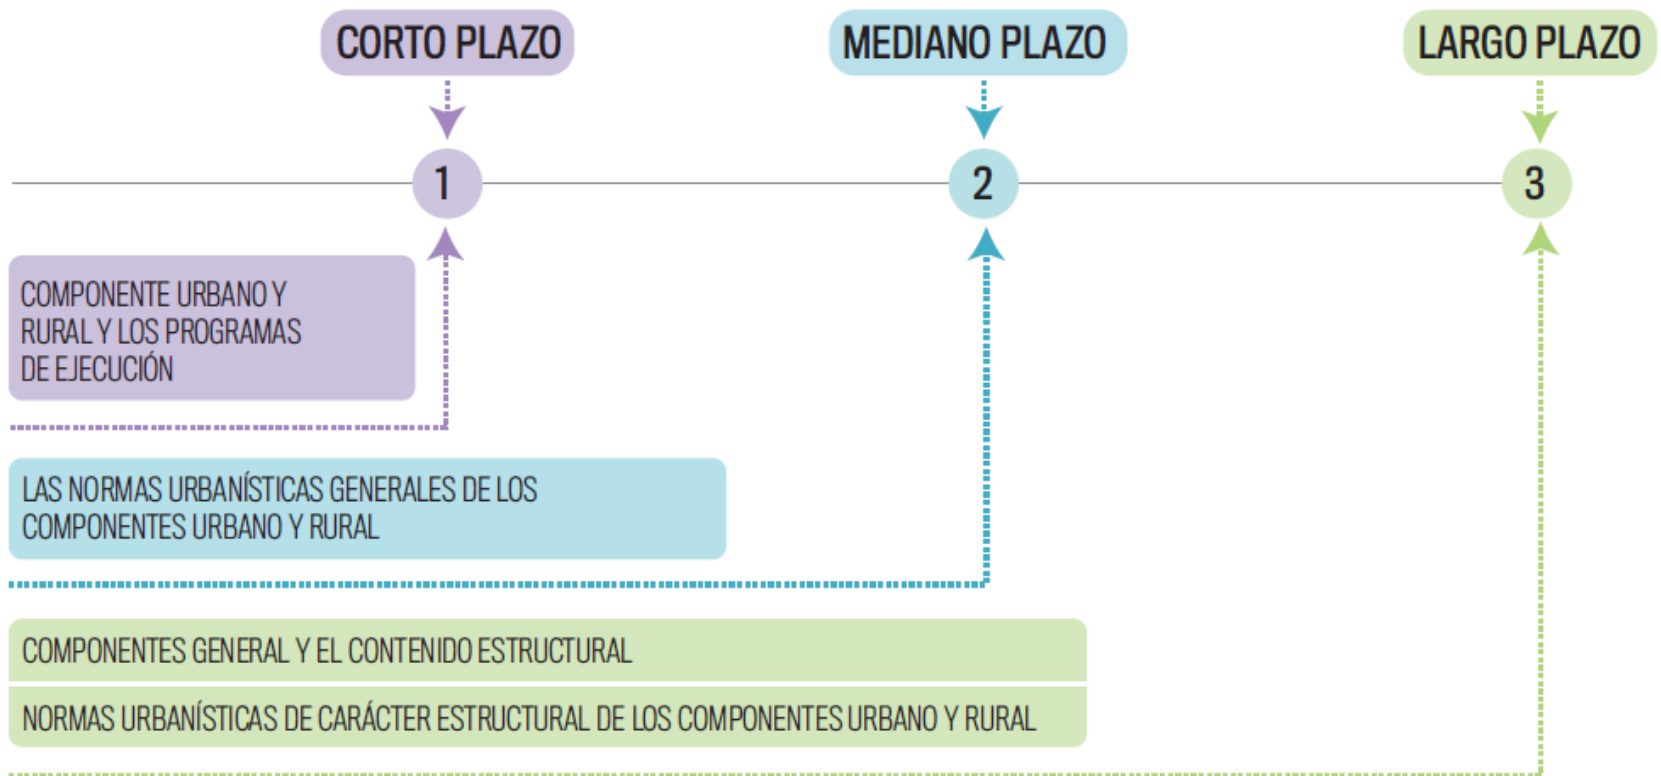 CORTO PLAZO
MEDIANO PLAZO
LARGO PLAZO
1
2
3
COMPONENTE URBANO Y
RURAL Y LOS PROGRAMAS
DE EJECUCIÓN
LAS NORMAS URBANÍSTICAS GENERALES DE LOS
COMPONENTES URBANO Y RURAL
COMPONENTES GENERAL Y EL CONTENIDO ESTRUCTURAL
NORMAS URBANÍSTICAS DE CARÁCTER ESTRUCTURAL DE LOS COMPONENTES URBANO Y RURAL